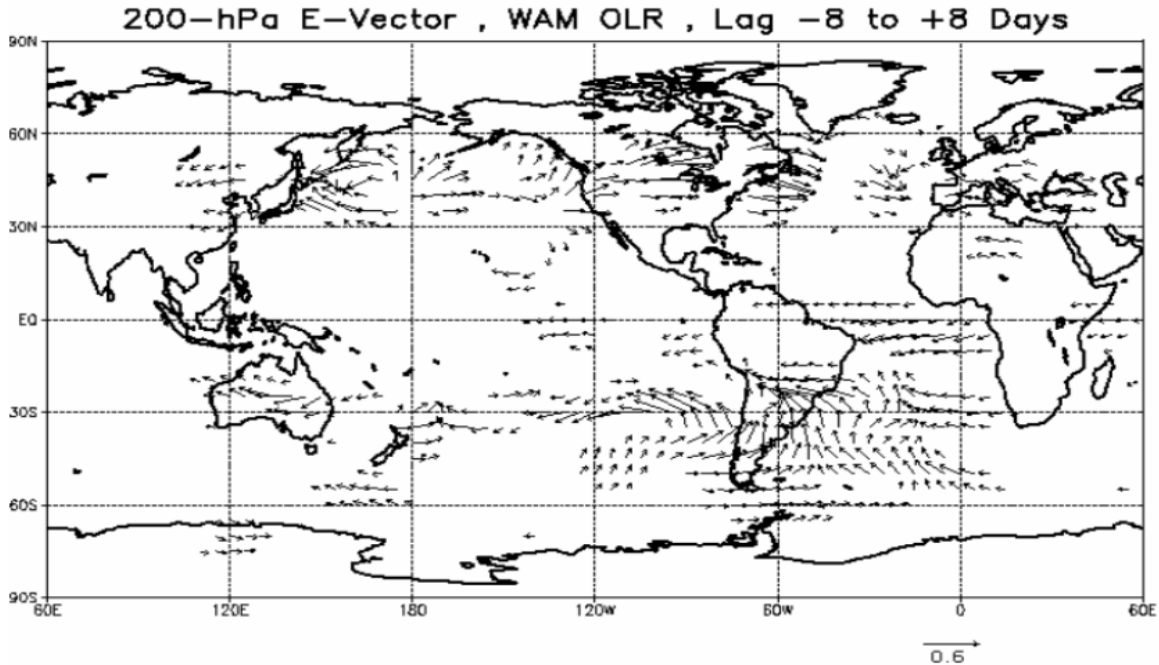 200-hPa E-Vector , WAM OLR , Lag -8 to +8 Days
90N
60N
30N
EQ
30S
60S
90S
60E 120E 180 120W 60W 0 60E
0.6